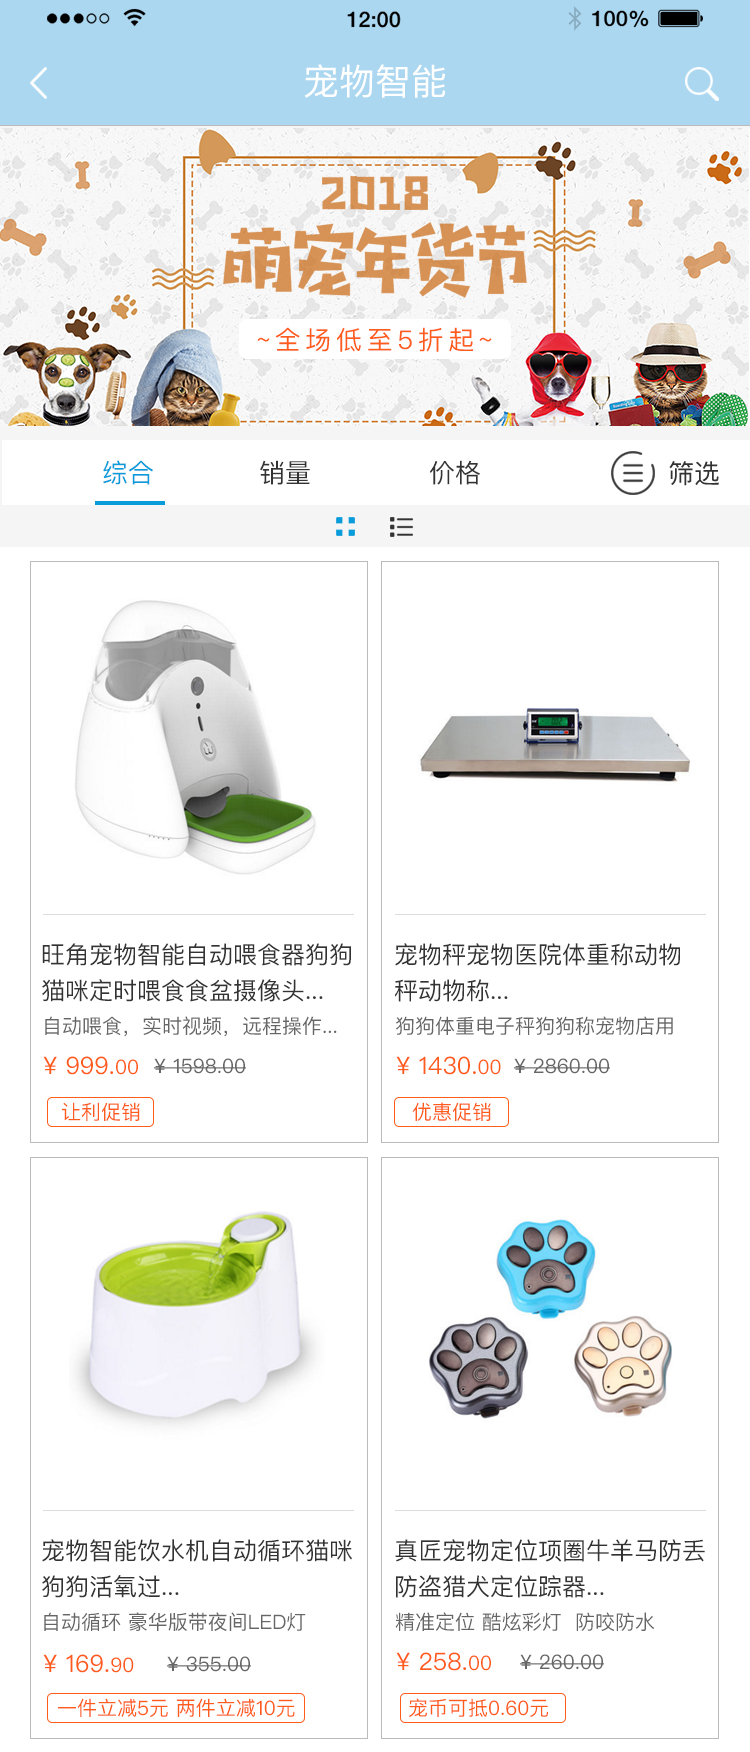 12:00
100%
宠物智能
2018
萌宠年货节
~全场低至5折起~
综合 销量 价格 筛选
旺角宠物智能自动喂食器狗狗
猫咪定时喂食食盆摄像头...
自动喂食，实时视频，远程操作...
¥ 999.00 ¥ 1598.00
让利促销
宠物秤宠物医院体重称动物
秤动物称...
狗狗体重电子秤狗狗称宠物店用
¥ 1430.00 ¥ 2860.00
优惠促销
宠物智能饮水机自动循环猫咪
狗狗活氧过...
自动循环 豪华版带夜间LED灯
¥ 169.90 ¥ 355.00
一件立减5元 两件立减10元
真匠宠物定位项圈牛羊马防丢
防盗猎犬定位踪器...
精准定位 酷炫彩灯 防咬防水
¥ 258.00 ¥ 260.00
宠币可抵0.60元